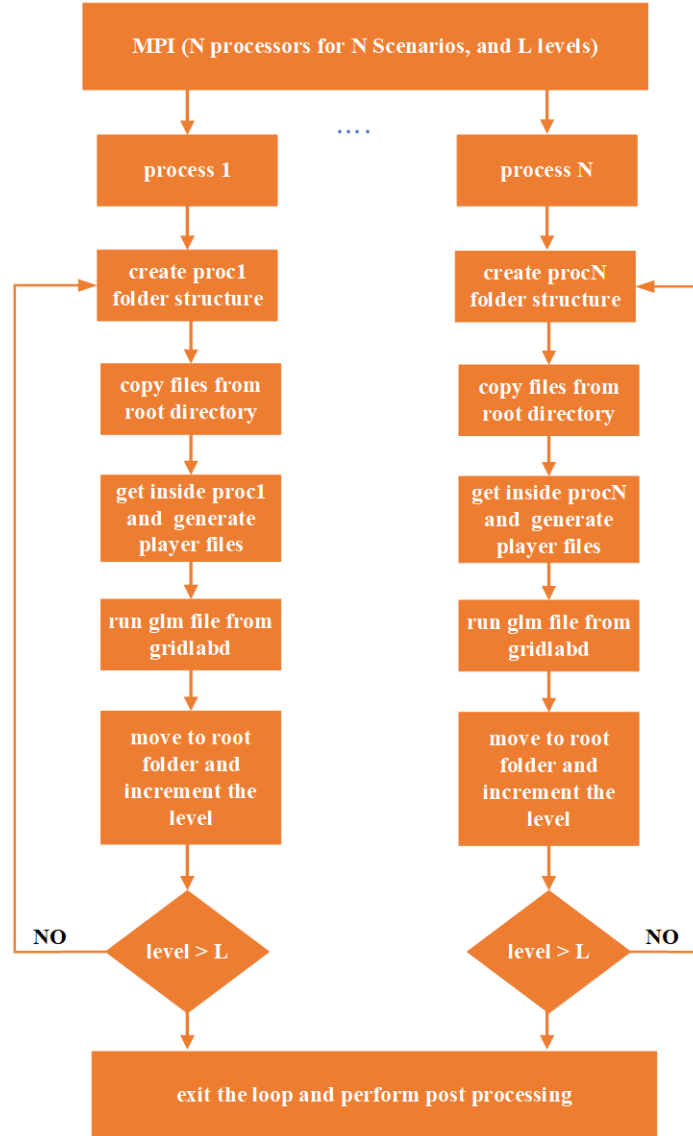 MPI (N processors for N Scenarios, and L levels)
....
process 1
process N
create proc1
folder structure
create procN
folder structure
copy files from
root directory
copy files from
root directory
get inside proc1
and generate
player files
get inside procN
and generate
player files
run glm file from
gridlabd
run glm file from
gridlabd
move to root
folder and
increment the
level
move to root
folder and
increment the
level
NO
level > L
level > L
NO
exit the loop and perform post processing